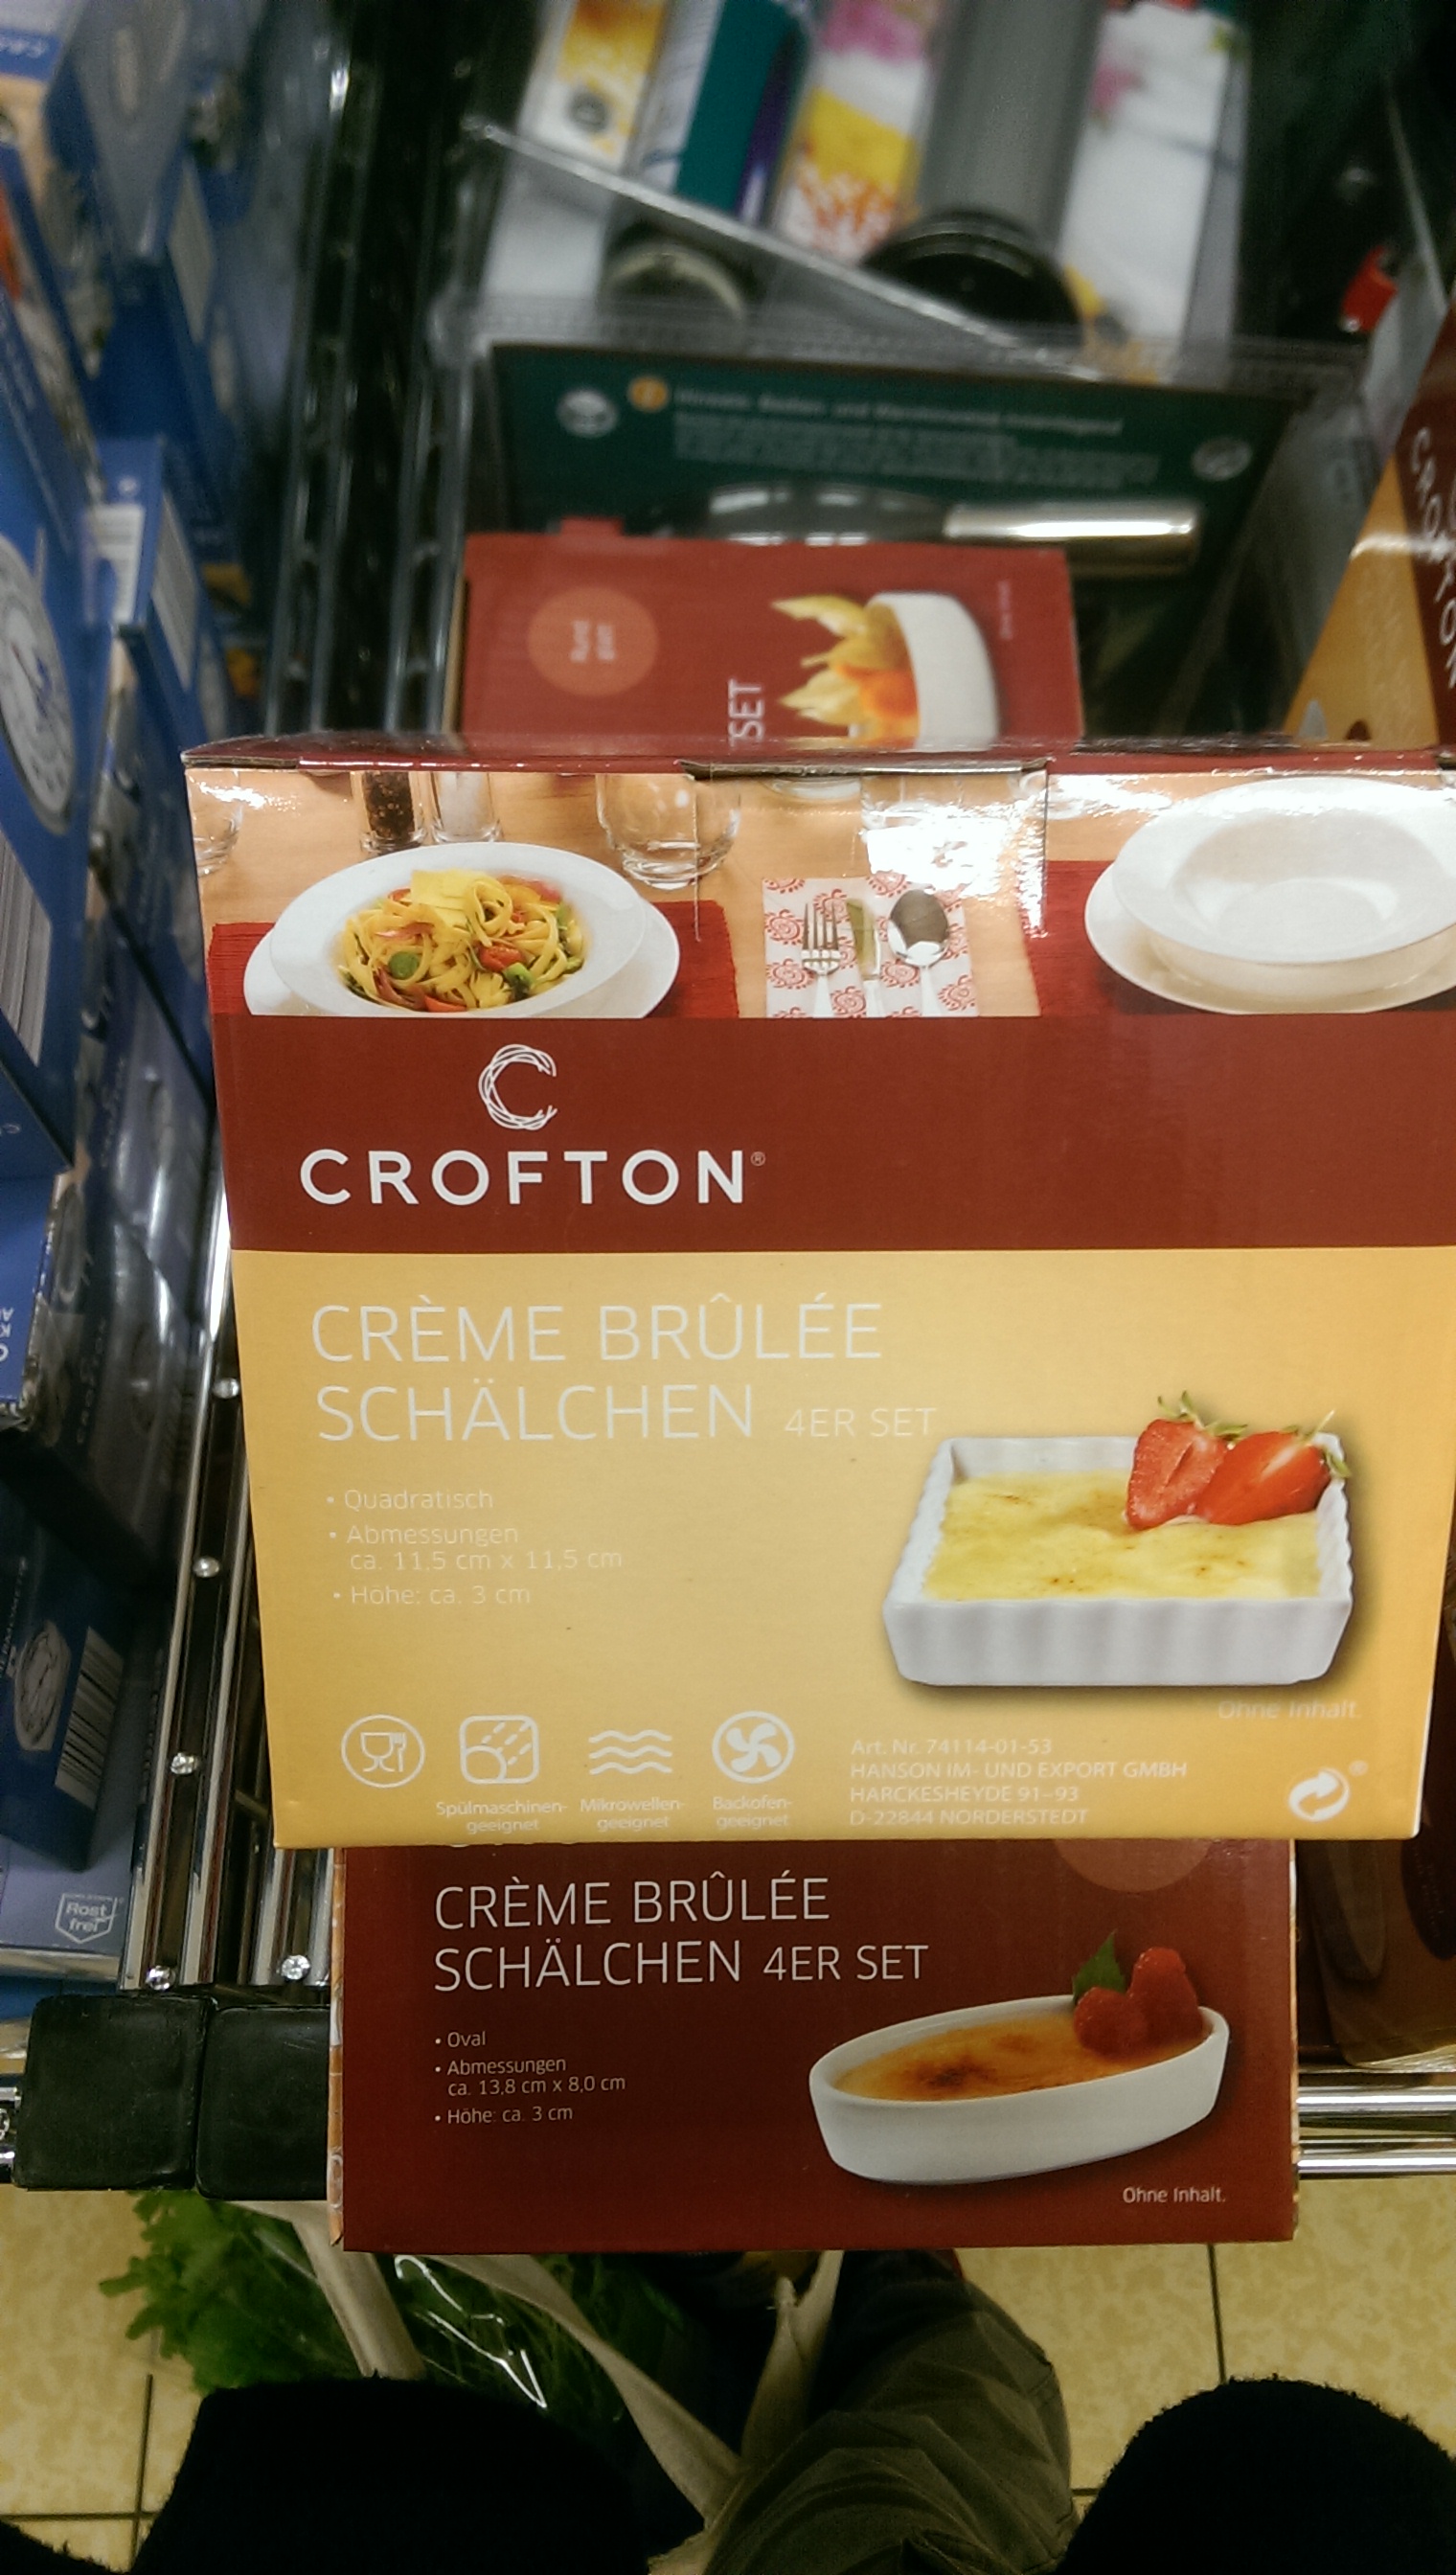 TSET
CROFTON®
CRÈME BRÛLÉE
SCHÄLCHEN 4ER SET
• Quadratisch
• Abmessungen
ca. 11,5 cm x 11,5 cm
• Höhe: ca. 3 cm
Ohne Inhalt.
Spülmaschinen-
geeignet
Mikrowellen-
geeignet
Backofen-
geeignet
Art. Nr. 74114-01-53
HANSON IM- UND EXPORT GMBH
HARCKESHEYDE 91-93
D-22844 NORDERSTEDT
CRÈME BRÛLÉE
SCHÄLCHEN 4ER SET
• Oval
• Abmessungen
ca. 13,8 cm x 8,0 cm
• Höhe: ca. 3 cm
Ohne Inhalt.
Rost
frei
CROFTON